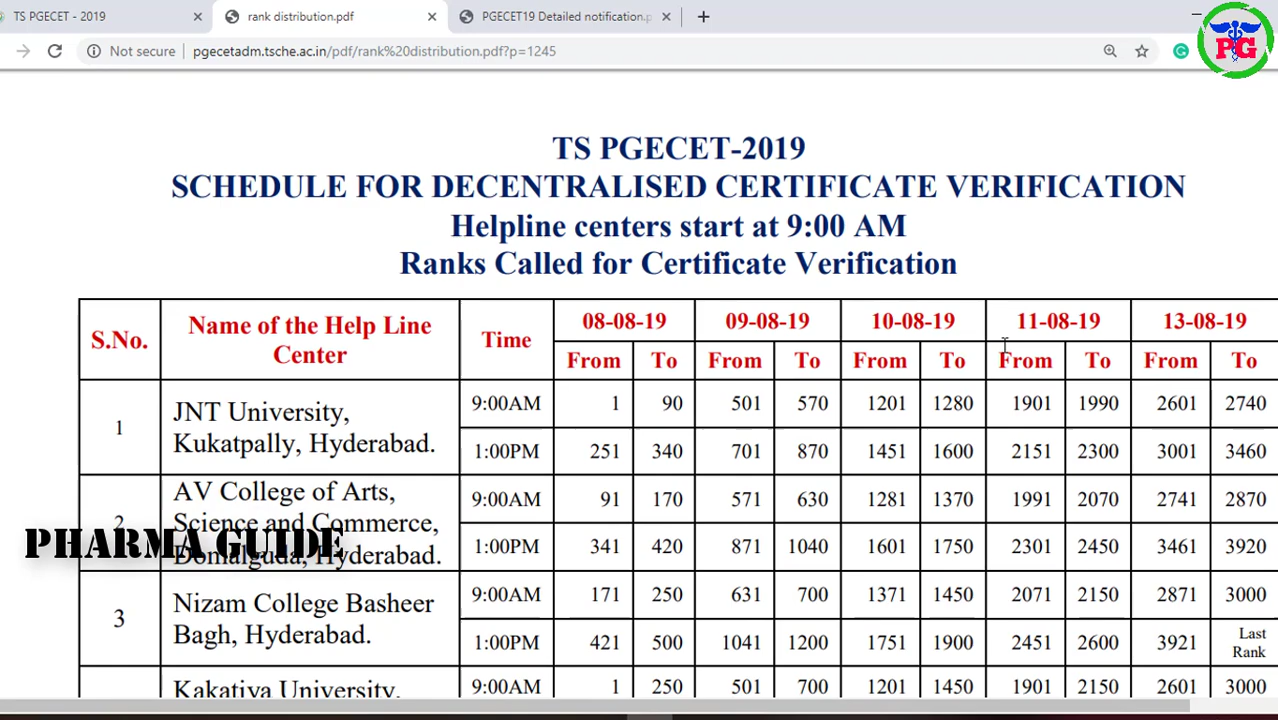 TS PGECET - 2019
rank distribution.pdf
PGECET19 Detailed notification.p
Not secure
pgecetadm.tsche.ac.in/pdf/rank%20distribution.pdf?p=1245
PG
TS PGECET-2019
SCHEDULE FOR DECENTRALISED CERTIFICATE VERIFICATION
Helpline centers start at 9:00 AM
Ranks Called for Certificate Verification
S.No. Name of the Help Line Center Time 08-08-19 09-08-19 10-08-19 11-08-19 13-08-19
From To From To From To From To From To
1 JNT University, 9:00AM 1 90 501 570 1201 1280 1901 1990 2601 2740
Kukatpally, Hyderabad. 1:00PM 251 340 701 870 1451 1600 2151 2300 3001 3460
2 AV College of Arts, 9:00AM 91 170 571 630 1281 1370 1991 2070 2741 2870
Science and Commerce,
Domalguda, Hyderabad. 1:00PM 341 420 871 1040 1601 1750 2301 2450 3461 3920
PHARMA GUIDE
3 Nizam College Basheer 9:00AM 171 250 631 700 1371 1450 2071 2150 2871 3000
Bagh, Hyderabad. 1:00PM 421 500 1041 1200 1751 1900 2451 2600 3921 Last Rank
Kakatiya University, 9:00AM 1 250 501 700 1201 1450 1901 2150 2601 3000